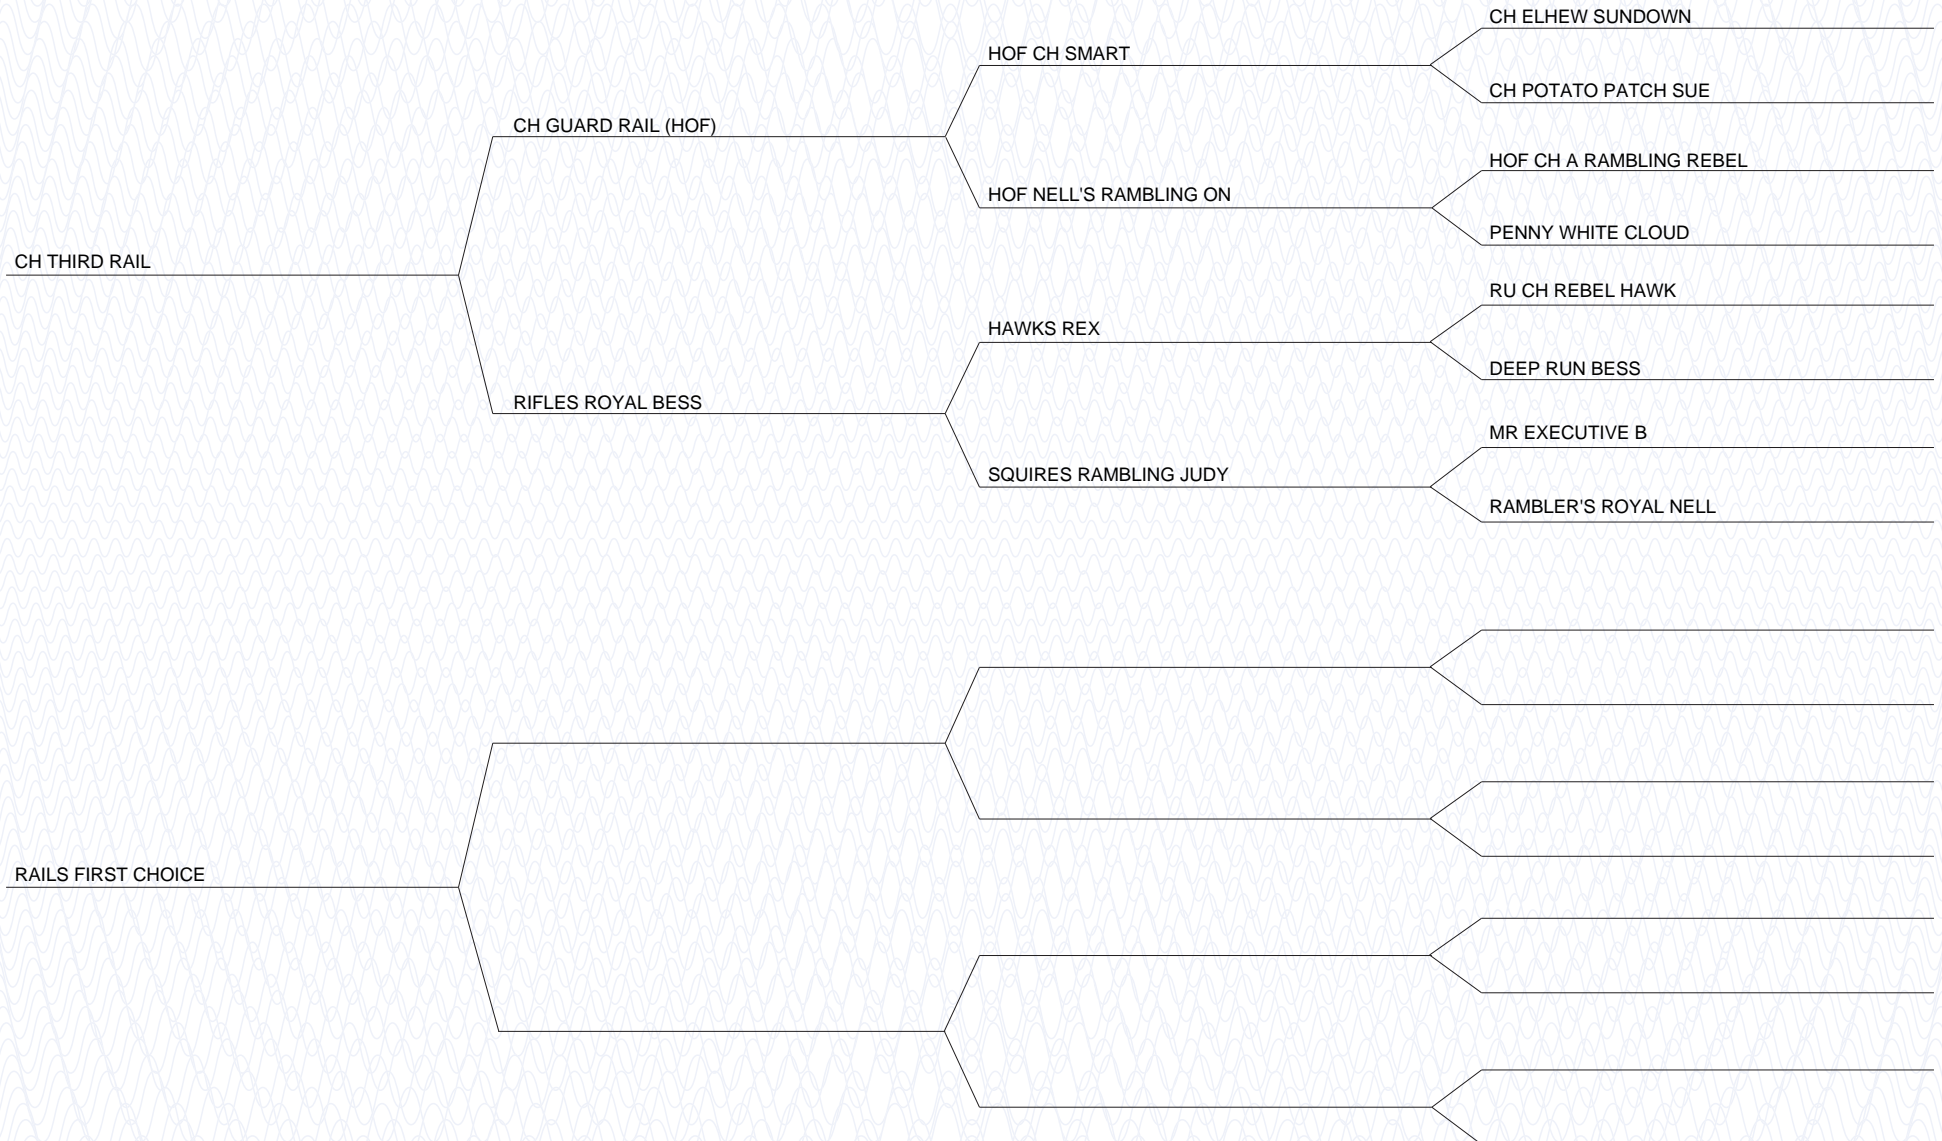 CH ELHEW SUNDOWN
HOF CH SMART
CH POTATO PATCH SUE
CH GUARD RAIL (HOF)
HOF CH A RAMBLING REBEL
HOF NELL'S RAMBLING ON
PENNY WHITE CLOUD
CH THIRD RAIL
RU CH REBEL HAWK
HAWKS REX
DEEP RUN BESS
RIFLES ROYAL BESS
MR EXECUTIVE B
SQUIRES RAMBLING JUDY
RAMBLER'S ROYAL NELL
RAILS FIRST CHOICE